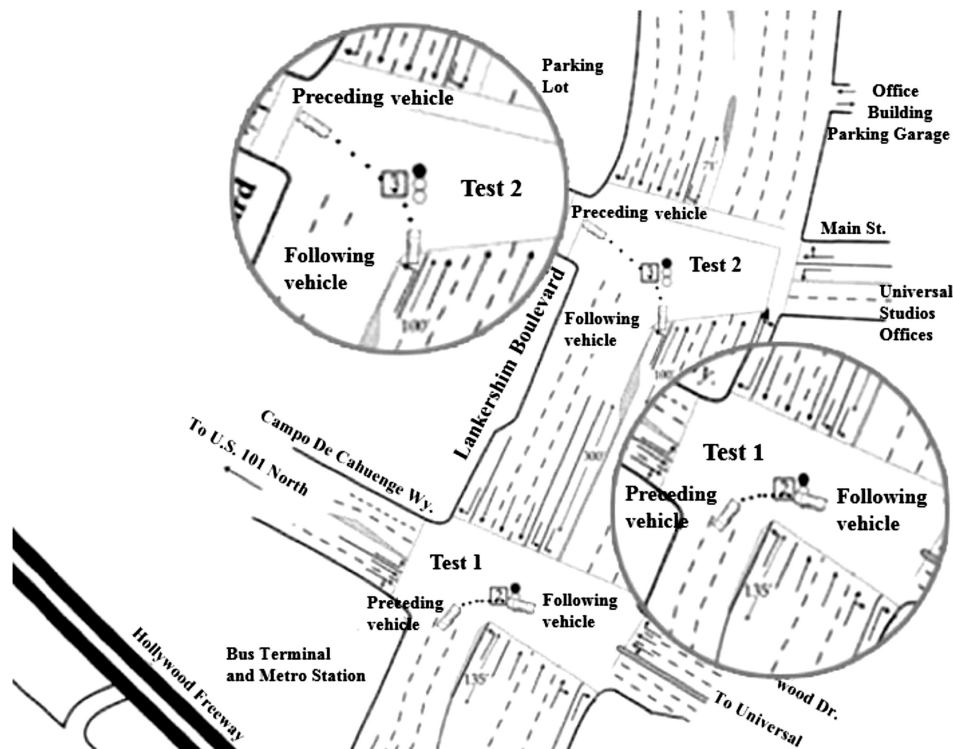 Parking
Lot
Office
Building
Parking Garage
Preceding vehicle
Test 2
Following
vehicle
100'
71'
Preceding vehicle
Test 2
Following
vehicle
Main St.
Universal
Studios
Offices
Lankershim Boulevard
100'
300'
Campo De Cahuenge Wy.
To U.S. 101 North
Test 1
Preceding
vehicle
Following
vehicle
135'
Test 1
Preceding
vehicle
Following
vehicle
135'
Bus Terminal
and Metro Station
Hollywood Freeway
wood Dr.
To Universal